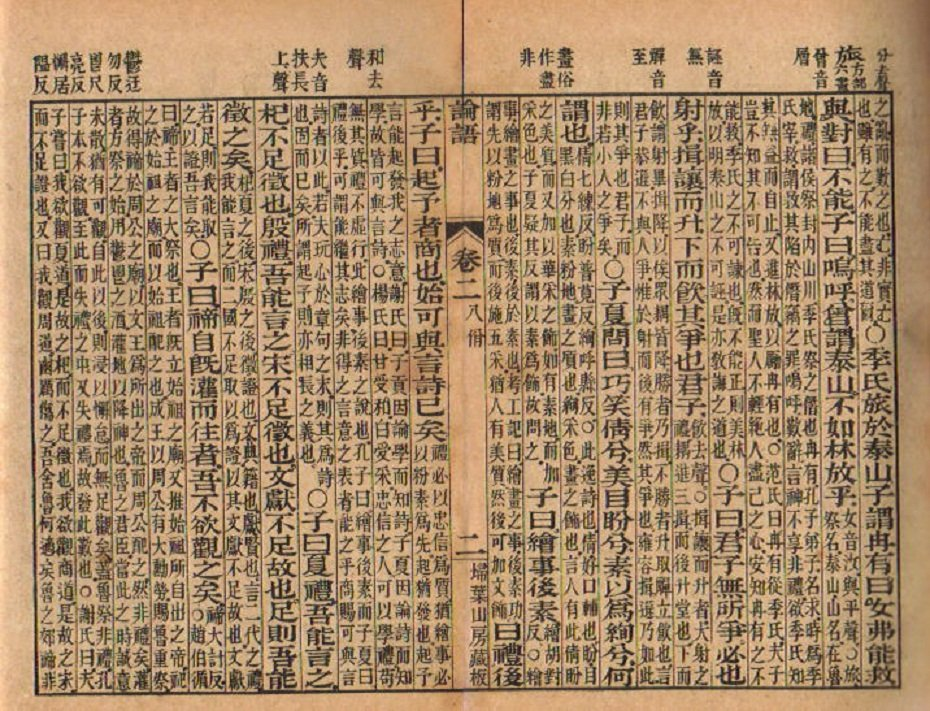 分去聲
旅方部六畫
晉音層
誣音無
觶音至
畫俗作畵非
和去聲
夫音扶長上聲
鬱迂勿反
鬯尺亮反
懈居隘反
之亂而歎之也亡非實亡
也雖有之不能盡其道爾
○季氏旅於泰山子謂冉有曰女弗能救
與對曰不能子曰嗚呼曾謂泰山不如林放乎
女音汝與平聲○旅
祭名泰山山名在魯
地禮諸侯祭封內山川季氏祭之僭也冉有孔子弟子名求時為季
氏宰救謂救其陷於僭竊之罪嗚呼歎辭言神不享非禮欲季氏知
其無益而自止又進林放以厲冉有也○范氏曰冉有從季氏夫子
豈不知其不可告也然而聖人不輕絕人盡己之心安知冉有之不
能救季氏之不可諫也既不能正則美林
放以明泰山之不可誣是亦教誨之道也
○子曰君子無所爭必也
射乎揖讓而升下而飲其爭也君子
飲去聲○揖讓而升者大射之
禮耦進三揖而後升堂也下而
飲謂射畢揖降以俟眾耦皆降勝者乃揖不勝者升取觶立飲也言
君子恭遜不與人爭惟於射而後有爭然其爭也雍容揖遜乃如此
則其爭也君子而
非若小人之爭矣
○子夏問曰巧笑倩兮美目盼兮素以為絢兮何
謂也
倩七練反盼普莧反絢呼縣反○此逸詩也倩好口輔也盼目
黑白分也素粉地畫之質也絢采色畫之飾也言人有此倩盼
之美質而又加以華采之飾如有素地而加
采色也子夏疑其反謂以素為飾故問之
子曰繪事後素
繪胡對
反○繪
事繪畫之事也後素後於素也考工記曰繪畫之事後素功
謂先以粉地為質而後施五采猶人有美質然後可加文飾
曰禮後
論語
卷二
八佾
二
埽葉山房藏板
乎子曰起予者商也始可與言詩已矣
禮必以忠信為質猶繪事必
以粉素為先起猶發也起予
言能起發我之志意謝氏曰子貢因論學而知詩子夏因論詩而知
學故皆可與言詩○楊氏曰甘受和白受采忠信之人可以學禮苟
無其質禮不虛行此繪事後素之說也孔子曰繪事後素而子夏曰
禮後乎可謂能繼其志矣非得之言意之表者能之乎商賜可與言
詩者以此若夫玩心於章句之末則其為詩
也固而已矣所謂起予則亦相長之義也
○子曰夏禮吾能言之
杞不足徵也殷禮吾能言之宋不足徵也文獻不足故也足則吾能
徵之矣
杞夏之後宋殷之後徵證也文典籍也獻賢也言二代之禮
我能言之而二國不足取以為證以其文獻不足故也文獻
若足則我能取
之以證吾言矣
○子曰禘自既灌而往者吾不欲觀之矣
禘大計反
○趙伯循
曰禘王者之大祭也王者既立始祖之廟又推始祖所自出之帝祀
之於始祖之廟而以始祖配之也成王以周公有大勳勞賜魯重祭
故得禘於周公之廟以文王為所出之帝而周公配之然非禮矣灌
者方祭之始用鬱鬯之酒灌地以降神也魯之君臣當此之時誠意
未散猶有可觀自此以後則浸以懈怠而無足觀矣蓋魯祭非禮孔
子本不欲觀至此而失禮之中又失禮焉故發此歎也○謝氏曰夫
子嘗曰我欲觀夏道是故之杞而不足徵也我欲觀商道是故之宋
而不足證也又曰我觀周道幽厲傷之吾舍魯何適矣魯之郊禘非